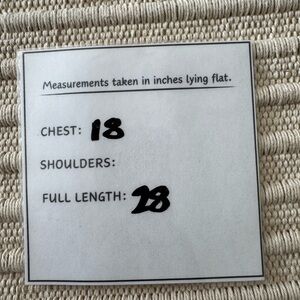 Measurements taken in inches lying flat.
CHEST: 18
SHOULDERS:
FULL LENGTH: 28